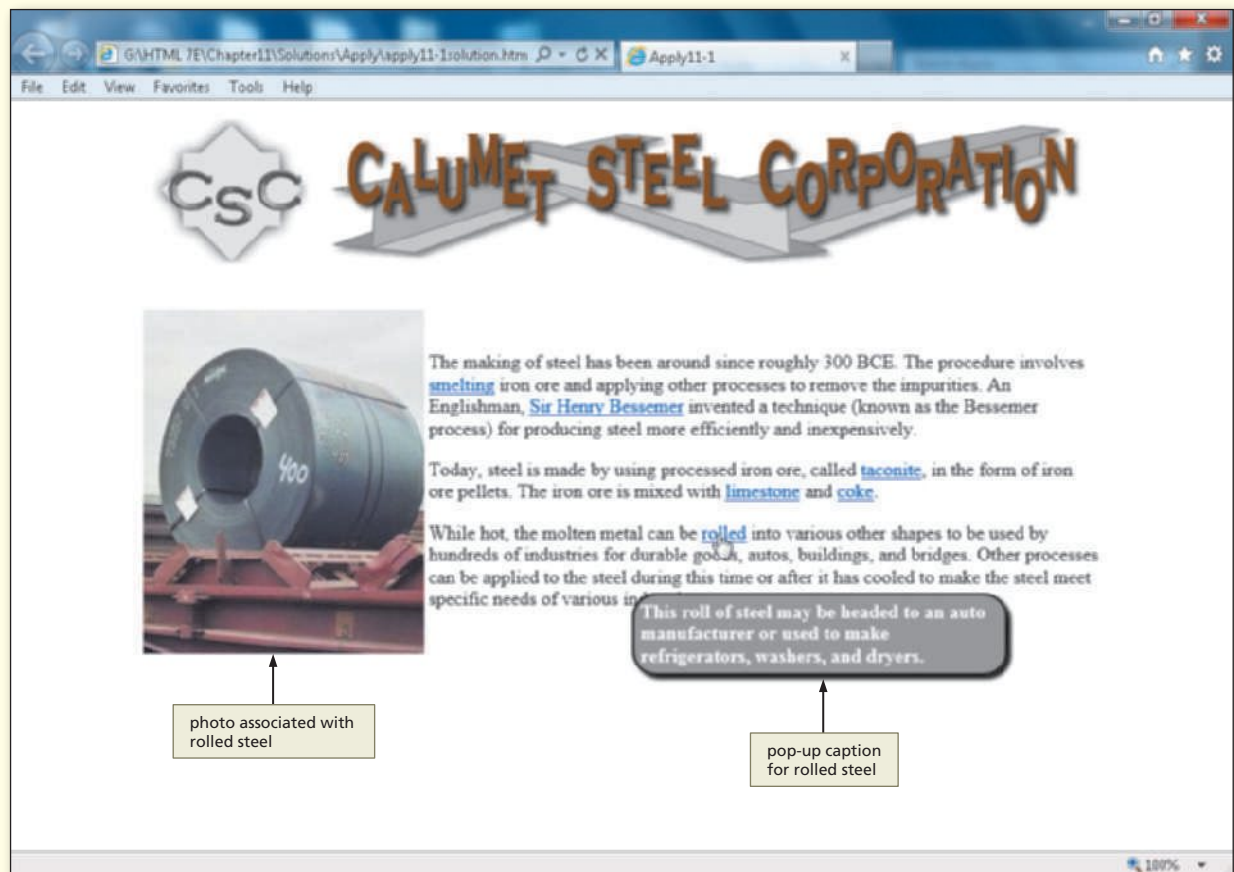 G:\HTML 7E\Chapter11\Solutions\Apply\apply11-1solution.htm
Apply11-1
File Edit View Favorites Tools Help
CSC
CALUMET STEEL CORPORATION
400
The making of steel has been around since roughly 300 BCE. The procedure involves
smelting iron ore and applying other processes to remove the impurities. An
Englishman, Sir Henry Bessemer invented a technique (known as the Bessemer
process) for producing steel more efficiently and inexpensively.
Today, steel is made by using processed iron ore, called taconite, in the form of iron
ore pellets. The iron ore is mixed with limestone and coke.
While hot, the molten metal can be rolled into various other shapes to be used by
hundreds of industries for durable goods, autos, buildings, and bridges. Other processes
can be applied to the steel during this time or after it has cooled to make the steel meet
specific needs of various
This roll of steel may be headed to an auto
manufacturer or used to make
refrigerators, washers, and dryers.
photo associated with
rolled steel
pop-up caption
for rolled steel
100%